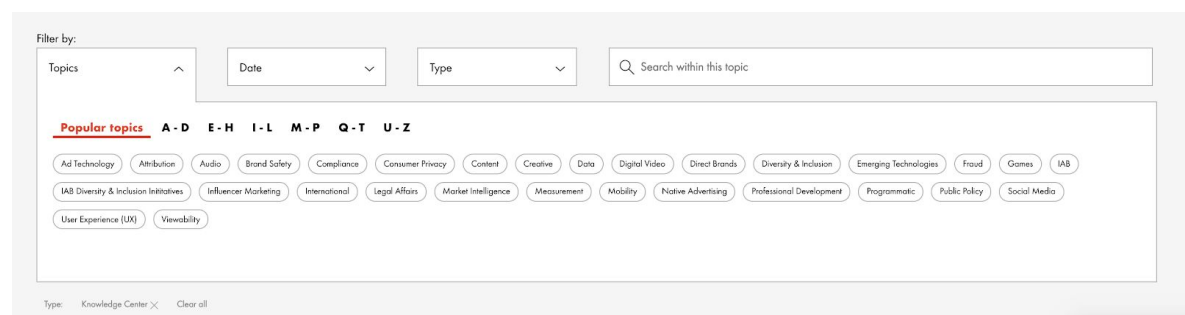 Filter by:
Topics Date Type Search within this topic
Popular topics A - D E - H I - L M - P Q - T U - Z
Ad Technology Attribution Audio Brand Safety Compliance Consumer Privacy Content Creative Data Digital Video Direct Brands Diversity & Inclusion Emerging Technologies Fraud Games IAB
IAB Diversity & Inclusion Inititatives Influencer Marketing International Legal Affairs Market Intelligence Measurement Mobility Native Advertising Professional Development Programmatic Public Policy Social Media
User Experience (UX) Viewability
Type: Knowledge Center Clear all